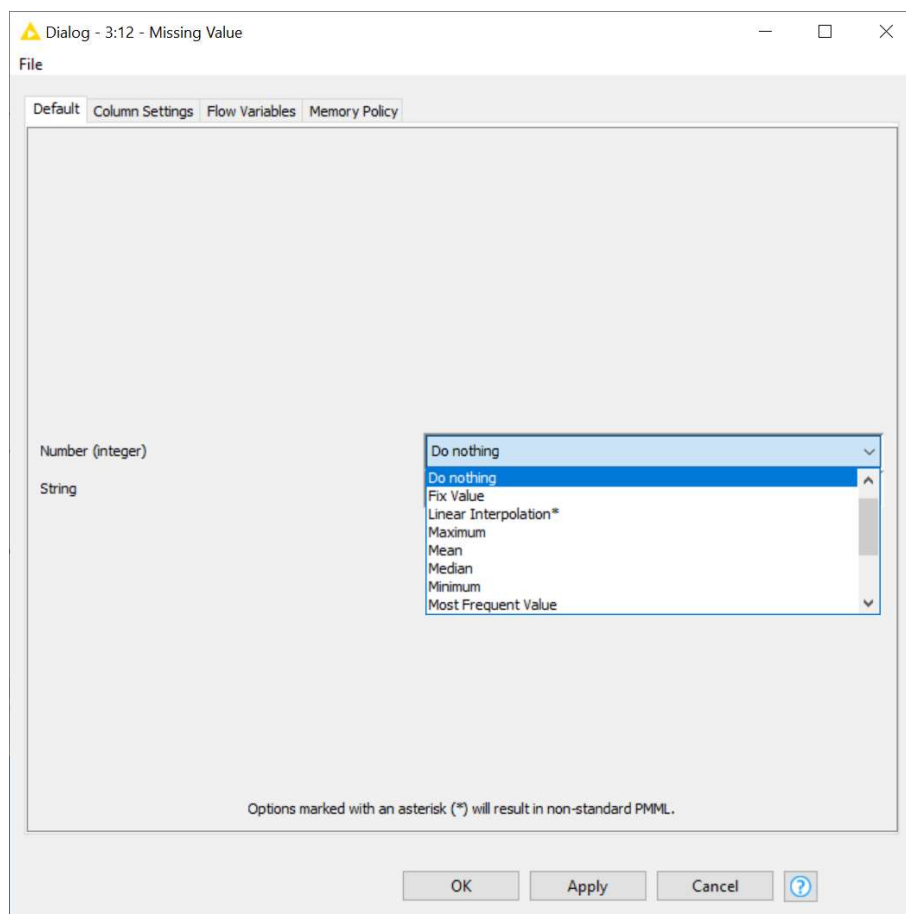 Dialog - 3:12 - Missing Value
File
Default Column Settings Flow Variables Memory Policy
Number (integer) Do nothing
String
Do nothing
Fix Value
Linear Interpolation*
Maximum
Mean
Median
Minimum
Most Frequent Value
Options marked with an asterisk (*) will result in non-standard PMML.
OK Apply Cancel ?